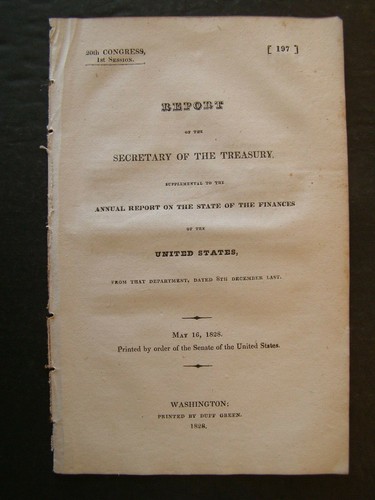 20th CONGRESS,
1st Session.
[ 197 ]
REPORT
OF THE
SECRETARY OF THE TREASURY,
SUPPLEMENTAL TO THE
ANNUAL REPORT ON THE STATE OF THE FINANCES
OF THE
UNITED STATES,
FROM THAT DEPARTMENT, DATED 8TH DECEMBER LAST.
May 16, 1828.
Printed by order of the Senate of the United States.
WASHINGTON:
PRINTED BY DUFF GREEN.
1828.